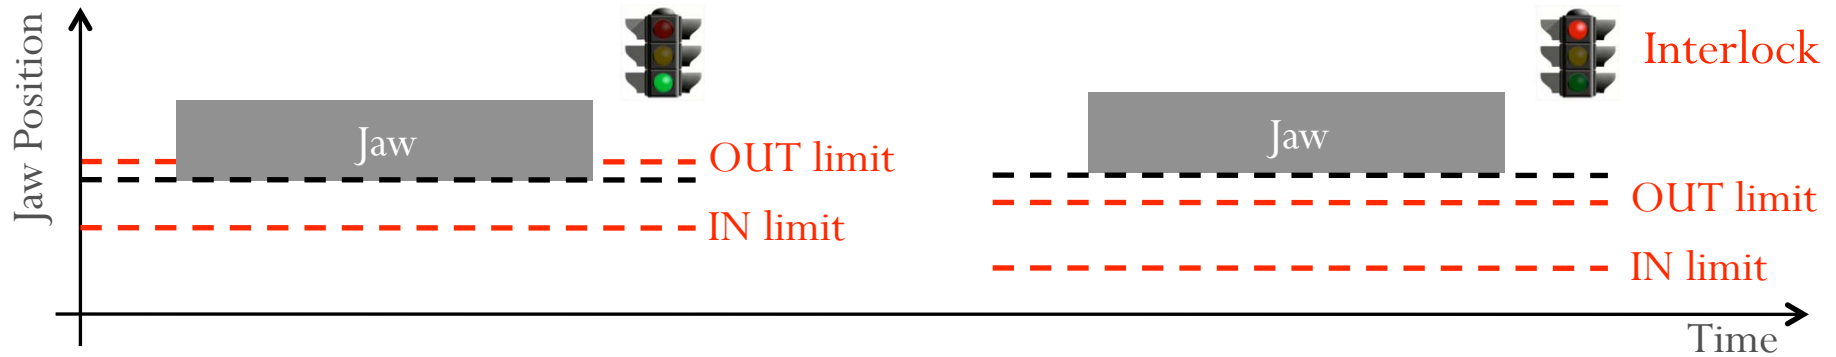 Jaw Position
Jaw
OUT limit
IN limit
Interlock
Jaw
OUT limit
IN limit
Time